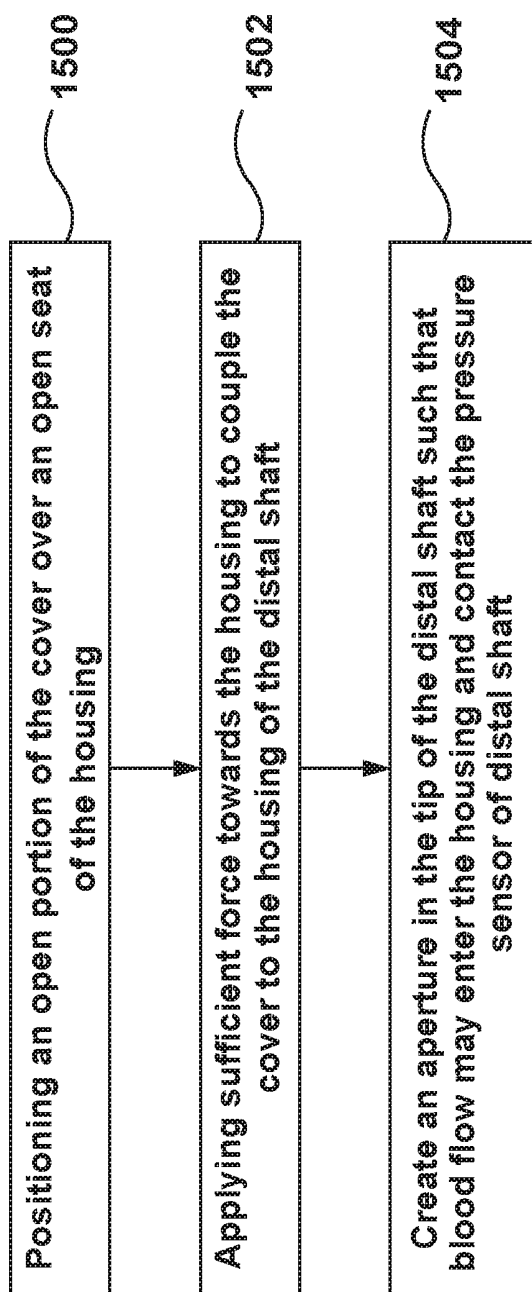 Positioning an open portion of the cover over an open seat
of the housing
1500
Applying sufficient force towards the housing to couple the
cover to the housing of the distal shaft
1502
Create an aperture in the tip of the distal shaft such that
blood flow may enter the housing and contact the pressure
sensor of distal shaft
1504